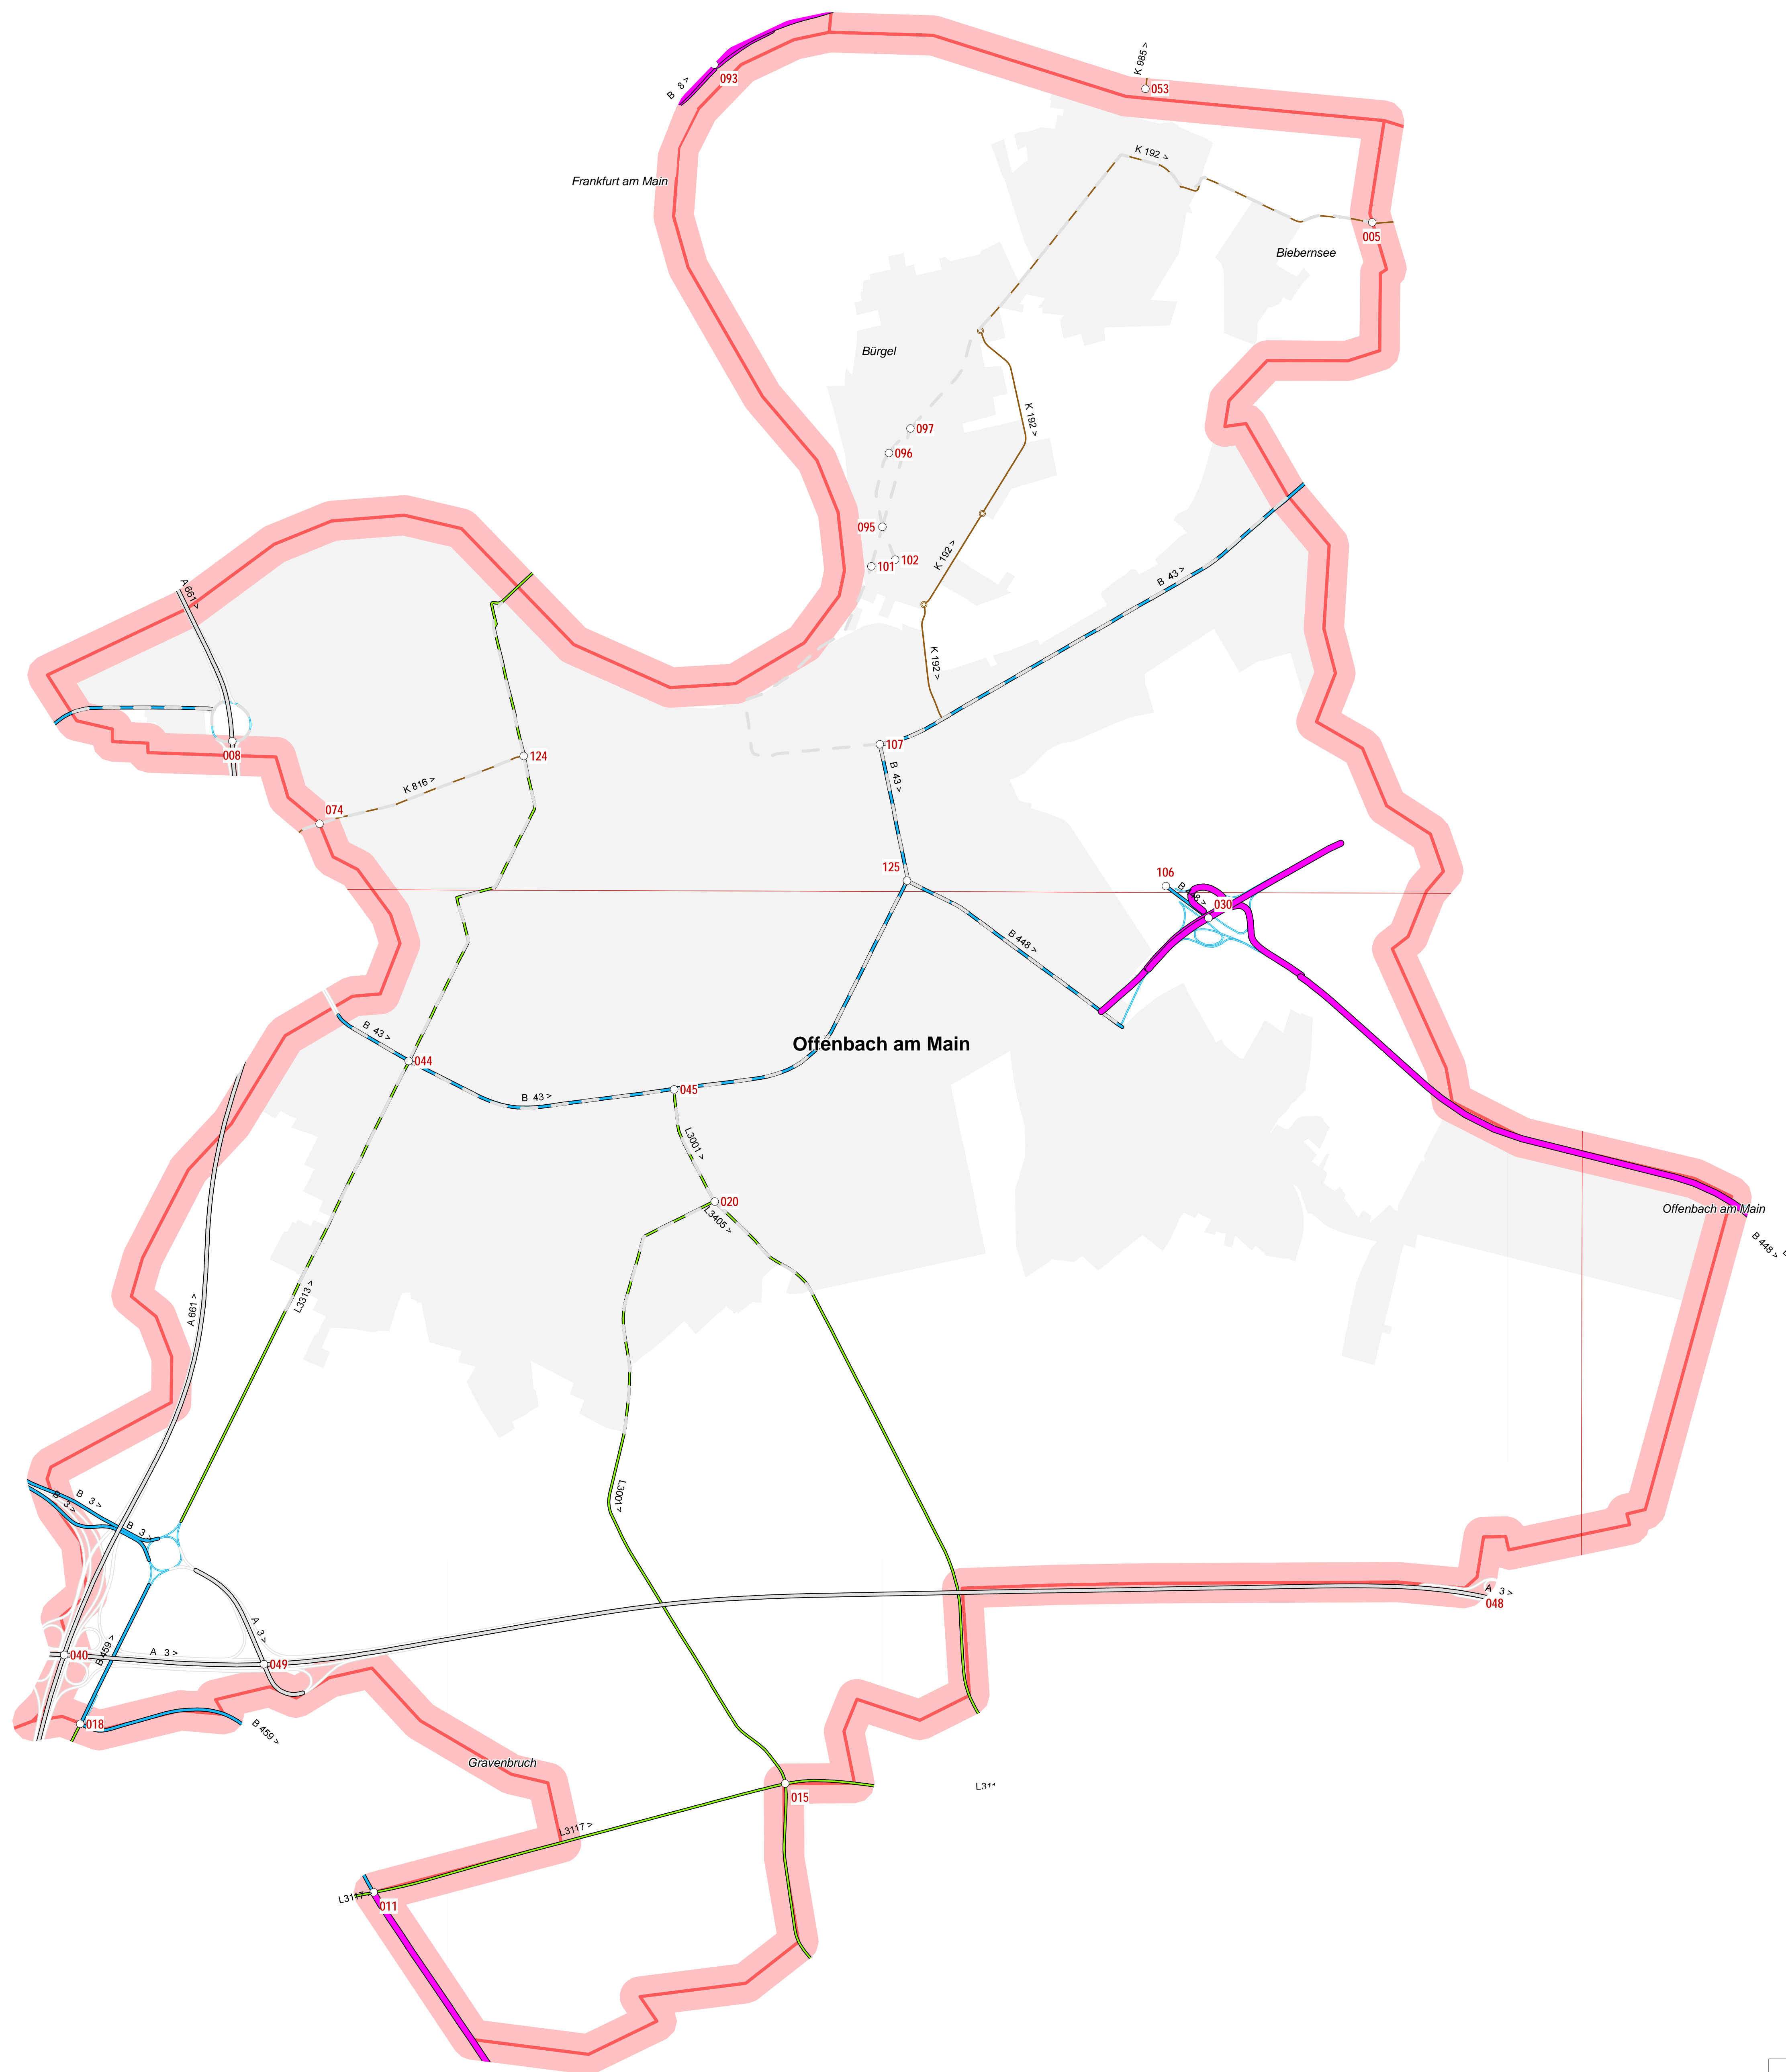 K 985 >
B 8 >
093
053
K 192 >
Frankfurt am Main
005
Biebernsee
Bürgel
K 192 >
097
096
095
K 192 >
102
101
B 43 >
A 661 >
K 192 >
107
008
124
B 43 >
K 816 >
074
125
106
030
B 448 >
B 43 >
Offenbach am Main
044
045
B 43 >
L3001 >
020
L3405 >
Offenbach am Main
B 448 >
L3313 >
A 661 >
B 3 >
B 3 >
L3001 >
B 3 >
A 3 >
048
A 3 >
B 459 >
A 3 >
040
049
018
B 459 >
Gravenbruch
015
L3117 >
L3117 >
011